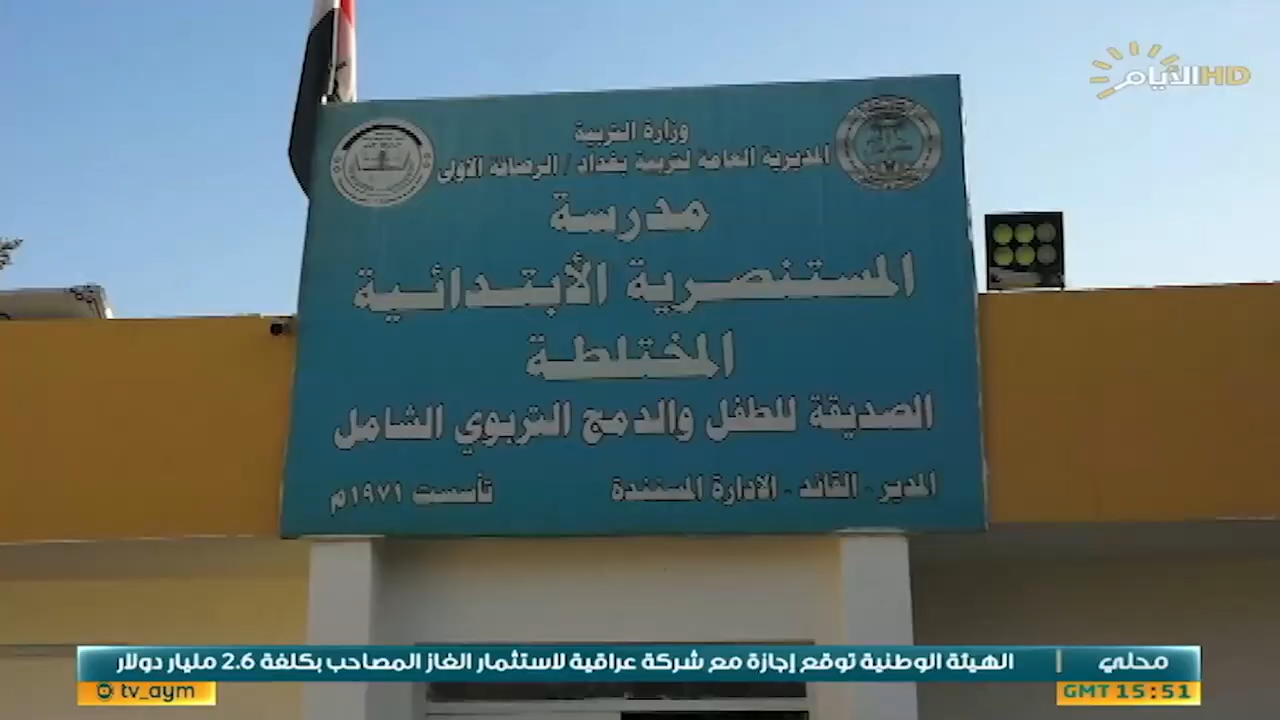 الأيام HD
وزارة التربية
المديرية العامة لتربية بغداد / الرصافة الاولى
مدرسة
المستنصرية الأبتدائية
المختلطة
الصديقة للطفل والدمج التربوي الشامل
المدير - القائد - الادارة المستندة
تأسست ١٩٧١م
محلي | الهيئة الوطنية توقع إجازة مع شركة عراقية لاستثمار الغاز المصاحب بكلفة 2.6 مليار دولار
tv_aym
GMT 15:51